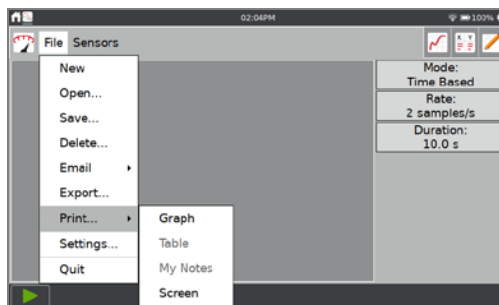 02:04PM 100%
File Sensors
New
Open...
Save...
Delete...
Email
Export...
Print...
Settings...
Quit
Graph
Table
My Notes
Screen
X Y
Mode:
Time Based
Rate:
2 samples/s
Duration:
10.0 s